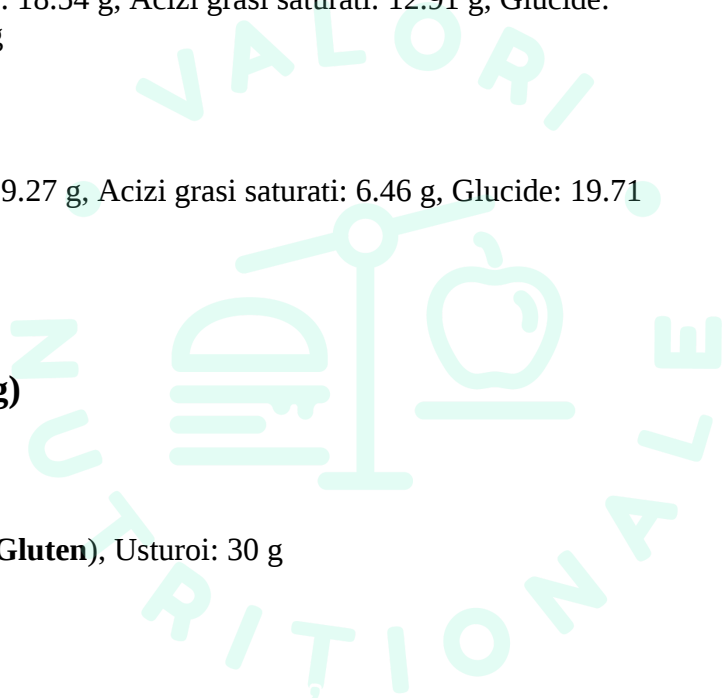 : 18.54 g, Acizi grasi saturati: 12.91 g, Glucide:
g
VALORI
9.27 g, Acizi grasi saturati: 6.46 g, Glucide: 19.71
g)
Gluten), Usturoi: 30 g
NUTRITIONALE